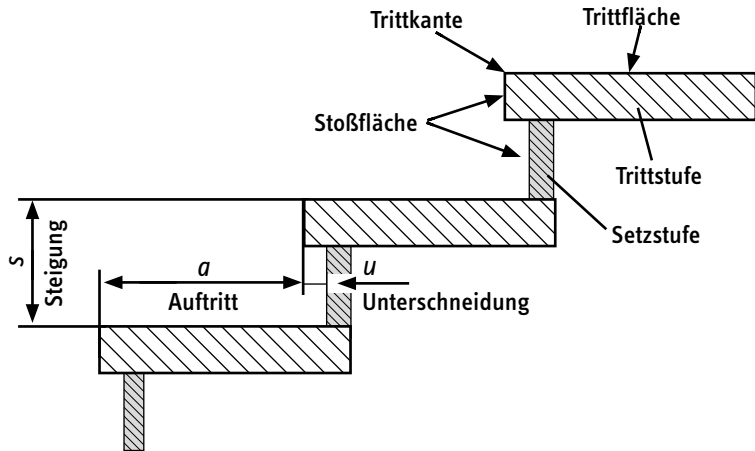 Trittkante
Trittfläche
Stoßfläche
Trittstufe
Setzstufe
s
Steigung
a
Auftritt
u
Unterschneidung